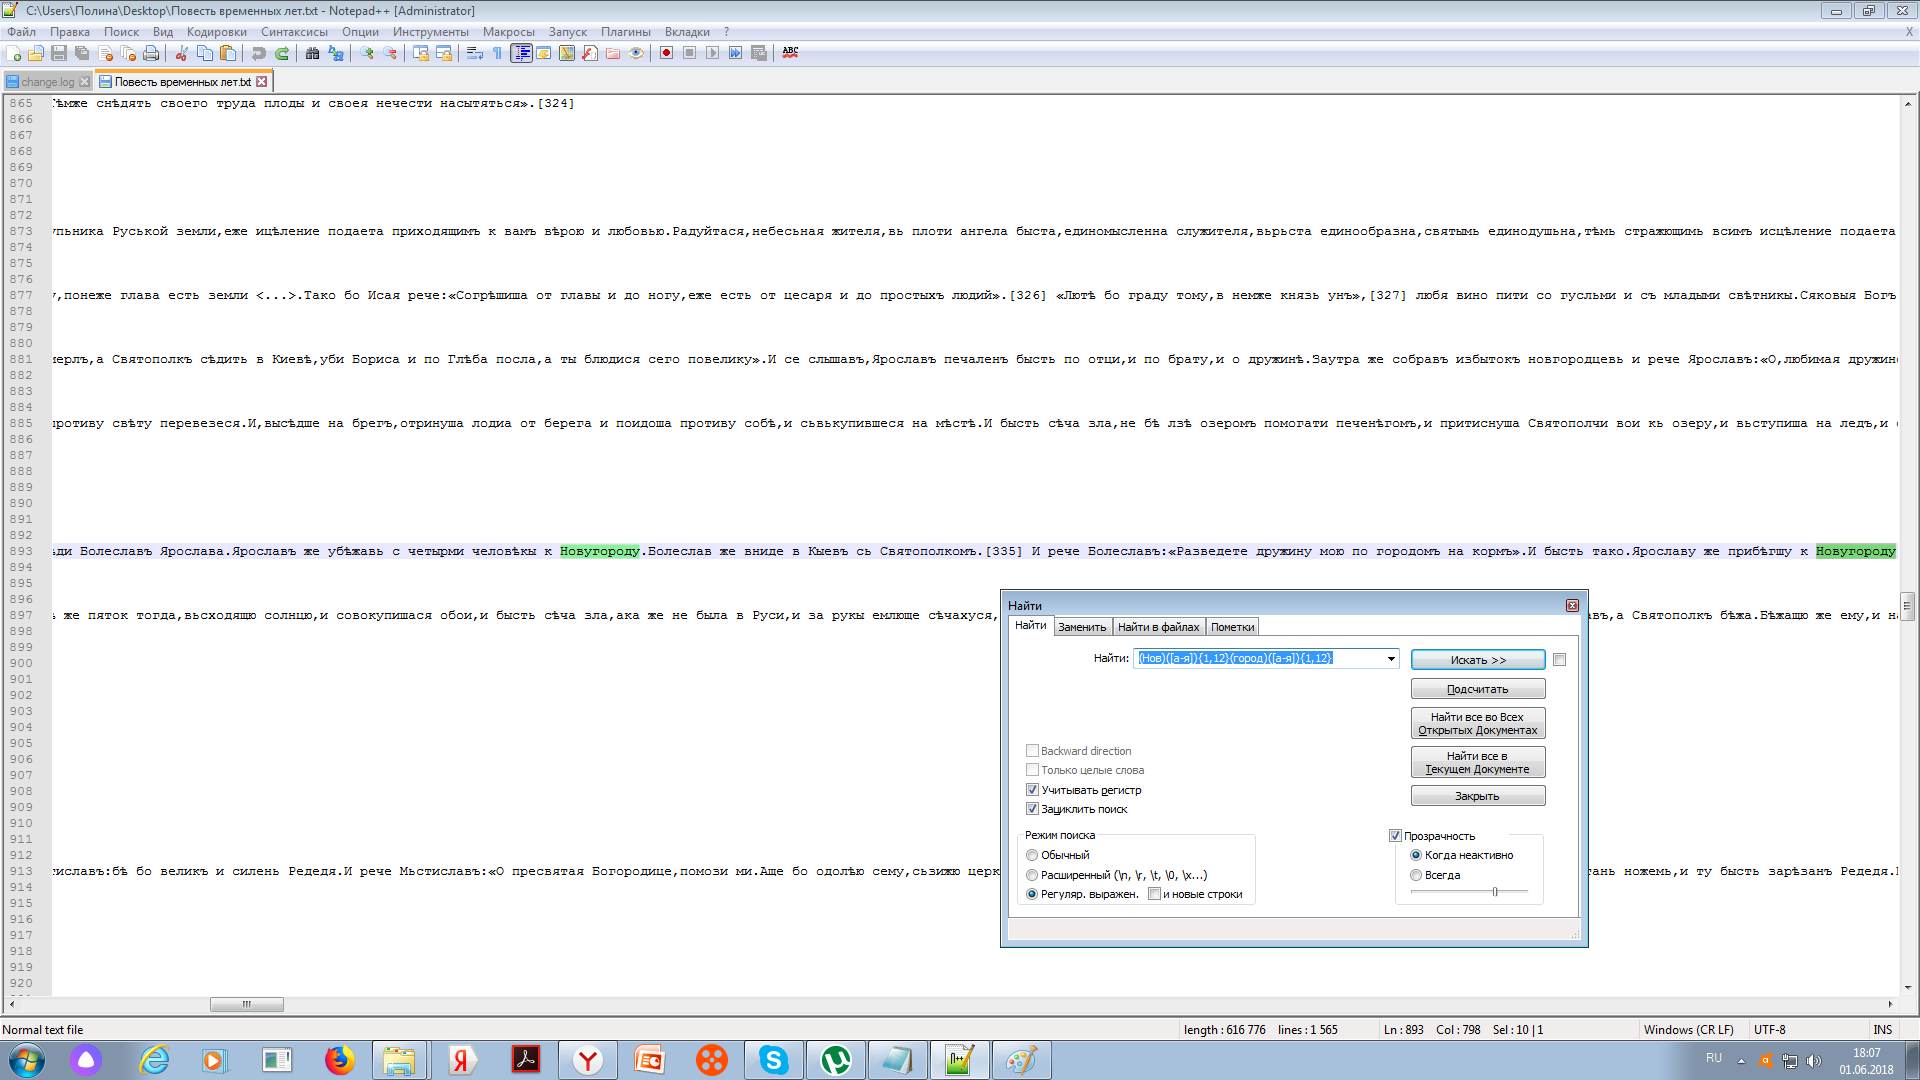 C:\Users\Полина\Desktop\Повесть временных лет.txt - Notepad++ [Administrator]
Файл Правка Поиск Вид Кодировки Синтаксисы Опции Инструменты Макросы Запуск Плагины Вкладки ? X
change.log Повесть временных лет.txt
865 ѣмже снѣдять своего труда плоды и своея нечести насытяться».[324]
866
867
868
869
870
871
872
873 упьника Руськой земли,еже ицѣление подаета приходящимъ к вамъ вѣрою и любовью.Радуйтася,небесьная жителя,вь плоти ангела быста,единомысленна служителя,вьрьста единообразна,святымь единодушьна,тѣмь стражющимь всимъ исцѣление подаета
874
875
876
877 у,понеже глава есть земли <...>.Тако бо Исая рече:«Согрѣшиша от главы и до ногу,еже есть от цесаря и до простыхъ людий».[326] «Лютѣ бо граду тому,в немже князь унъ»,[327] любя вино пити со гусльми и съ младыми свѣтникы.Сяковыя Богъ
878
879
880
881 мерлъ,а Святополкъ сѣдить в Киевѣ,уби Бориса и по Глѣба посла,а ты блюдися сего повелику».И се слышавъ,Ярославъ печаленъ бысть по отци,и по брату,и о дружинѣ.Заутра же собравъ избытокъ новгородцевь и рече Ярославъ:«О,любимая дружин
882
883
884
885 противу свѣту перевезеся.И,высѣдше на брегъ,отринуша лодиа от берега и поидоша противу собѣ,и сьвькупившеся на мѣстѣ.И бысть сѣча зла,не бѣ лзѣ озеромъ помогати печенѣгомъ,и притиснуша Святополчи вои кь озеру,и выступиша на ледъ,и
886
887
888
889
890
891
892
893 ди Болеславъ Ярослава.Ярославъ же убѣжавь с четырми человѣкы к Новугороду.Болеслав же вниде в Кыевъ сь Святополкомъ.[335] И рече Болеславъ:«Разведете дружину мою по городомъ на кормъ».И бысть тако.Ярославу же прибѣгшу к Новугороду
894
895
896
897 же пяток тогда,въсходящю солнцю,и совокупишася обои,и бысть сѣча зла,ака же не была в Руси,и за рукы емлюще сѣчахуся, въ,а Святополкъ бѣжа.Бѣжащю же ему,и н
898
899
900
901
902
903
904
905
906
907
908
909
910
911
912
913 тиславъ:бѣ бо великъ и силень Редедя.И рече Мьстиславъ:«О пресвятая Богородице,помози ми.Аще бо одолѣю сему,сьзижю церк тань ножемь,и ту бысть зарѣзанъ Редедя.
914
915
916
917
918
919
920
Найти
Найти Заменить Найти в файлах Пометки
Найти: (Нов)([а-я]){1,12}(город)([а-я]){1,12}
Искать >>
Подсчитать
Найти все во Всех
Открытых Документах
Найти все в
Текущем Документе
Закрыть
Backward direction
Только целые слова
Учитывать регистр
Зациклить поиск
Режим поиска
Обычный
Расширенный (\n, \r, \t, \0, \x...)
Регуляр. выражен. и новые строки
Прозрачность
Когда неактивно
Всегда
Normal text file length : 616 776 lines : 1 565 Ln : 893 Col : 798 Sel : 10 | 1 Windows (CR LF) UTF-8 INS
RU 18:07
01.06.2018